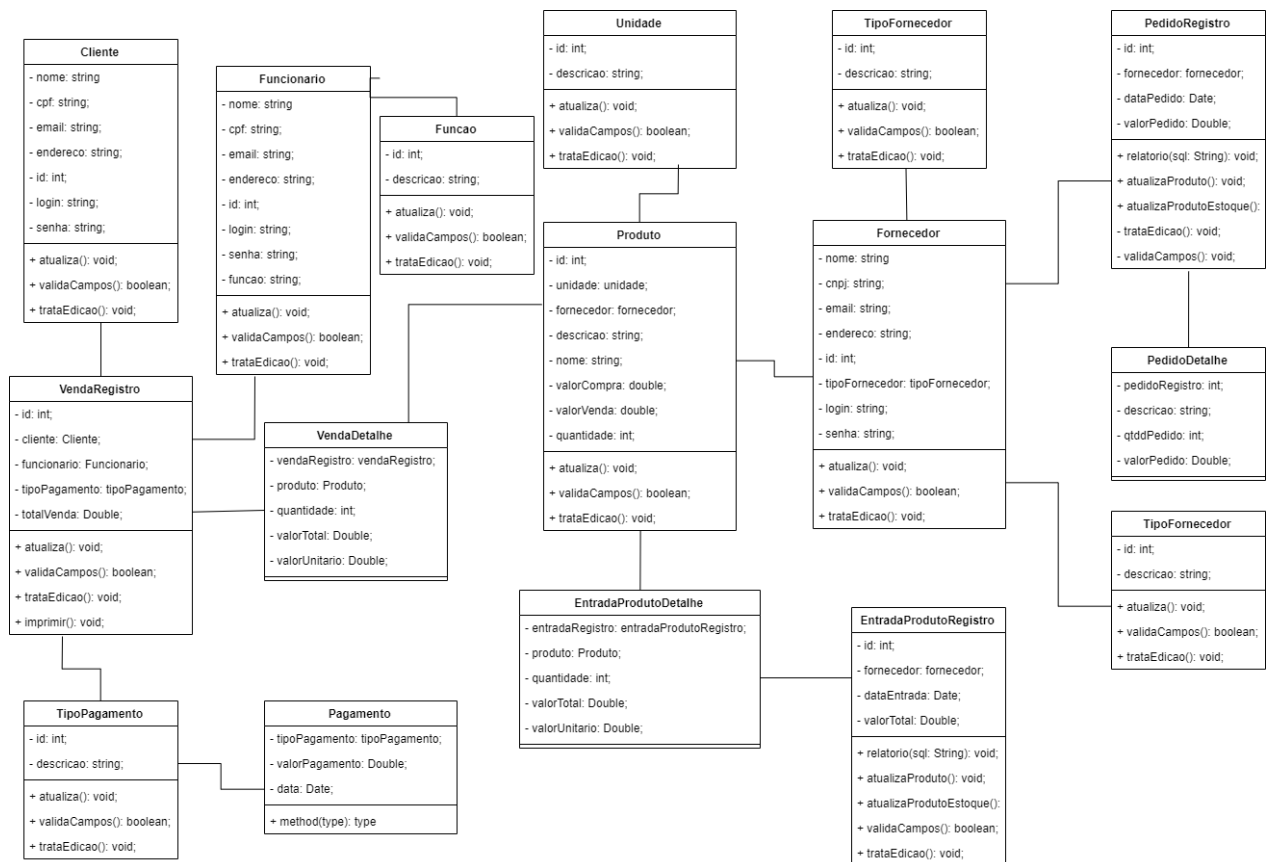 Cliente
- nome: string
- cpf: string;
- email: string;
- endereco: string;
- id: int;
- login: string;
- senha: string;
+ atualiza(): void;
+ validaCampos(): boolean;
+ trataEdicao(): void;
Funcionario
- nome: string
- cpf: string;
- email: string;
- endereco: string;
- id: int;
- login: string;
- senha: string;
- funcao: string;
+ atualiza(): void;
+ validaCampos(): boolean;
+ trataEdicao(): void;
Funcao
- id: int;
- descricao: string;
+ atualiza(): void;
+ validaCampos(): boolean;
+ trataEdicao(): void;
Unidade
- id: int;
- descricao: string;
+ atualiza(): void;
+ validaCampos(): boolean;
+ trataEdicao(): void;
TipoFornecedor
- id: int;
- descricao: string;
+ atualiza(): void;
+ validaCampos(): boolean;
+ trataEdicao(): void;
PedidoRegistro
- id: int;
- fornecedor: fornecedor;
- dataPedido: Date;
- valorPedido: Double;
+ relatorio(sql: String): void;
+ atualizaProduto(): void;
+ atualizaProdutoEstoque():
- trataEdicao(): void;
- validaCampos(): void;
Produto
- id: int;
- unidade: unidade;
- fornecedor: fornecedor;
- descricao: string;
- nome: string;
- valorCompra: double;
- valorVenda: double;
- quantidade: int;
+ atualiza(): void;
+ validaCampos(): boolean;
+ trataEdicao(): void;
Fornecedor
- nome: string
- cnpj: string;
- email: string;
- endereco: string;
- id: int;
- tipoFornecedor: tipoFornecedor;
- login: string;
- senha: string;
+ atualiza(): void;
+ validaCampos(): boolean;
+ trataEdicao(): void;
PedidoDetalhe
- pedidoRegistro: int;
- descricao: string;
- qtddPedido: int;
- valorPedido: Double;
VendaRegistro
- id: int;
- cliente: Cliente;
- funcionario: Funcionario;
- tipoPagamento: tipoPagamento;
- totalVenda: Double;
+ atualiza(): void;
+ validaCampos(): boolean;
+ trataEdicao(): void;
+ imprimir(): void;
VendaDetalhe
- vendaRegistro: vendaRegistro;
- produto: Produto;
- quantidade: int;
- valorTotal: Double;
- valorUnitario: Double;
TipoFornecedor
- id: int;
- descricao: string;
+ atualiza(): void;
+ validaCampos(): boolean;
+ trataEdicao(): void;
EntradaProdutoDetalhe
- entradaRegistro: entradaProdutoRegistro;
- produto: Produto;
- quantidade: int;
- valorTotal: Double;
- valorUnitario: Double;
EntradaProdutoRegistro
- id: int;
- fornecedor: fornecedor;
- dataEntrada: Date;
- valorTotal: Double;
+ relatorio(sql: String): void;
+ atualizaProduto(): void;
+ atualizaProdutoEstoque():
+ validaCampos(): boolean;
+ trataEdicao(): void;
TipoPagamento
- id: int;
- descricao: string;
+ atualiza(): void;
+ validaCampos(): boolean;
+ trataEdicao(): void;
Pagamento
- tipoPagamento: tipoPagamento;
- valorPagamento: Double;
- data: Date;
+ method(type): type